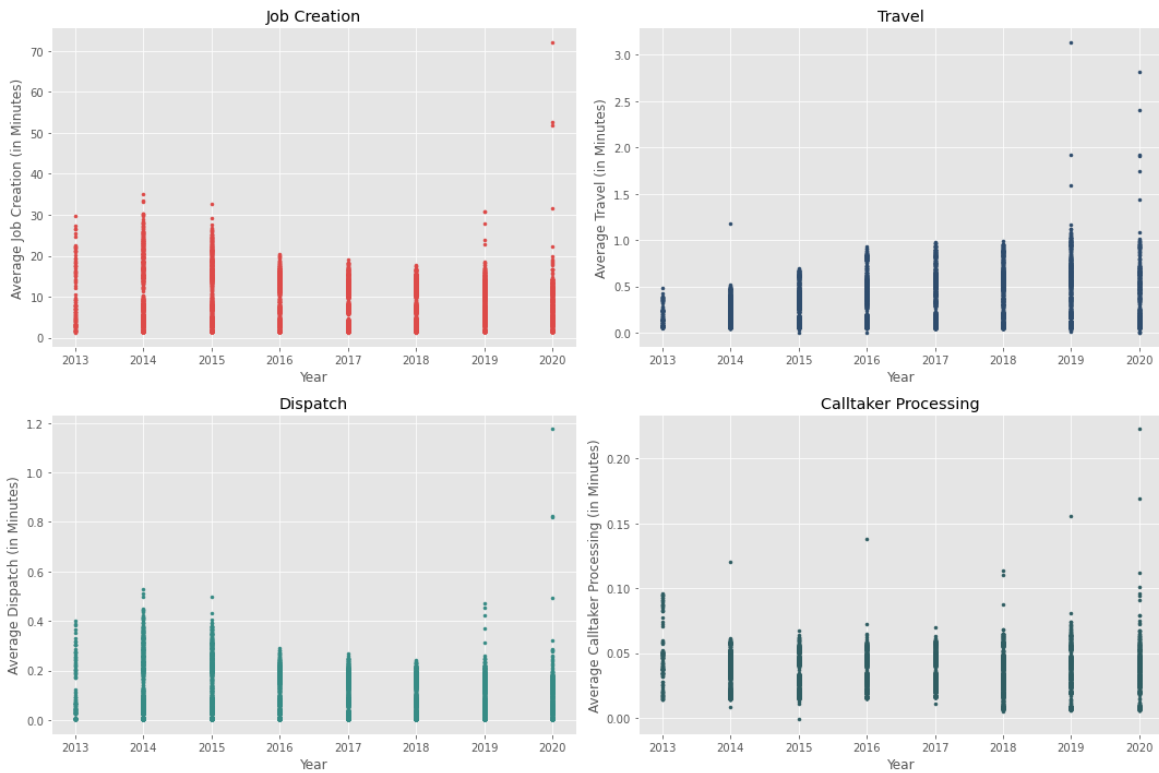 Job Creation
Average Job Creation (in Minutes)
70
60
50
40
30
20
10
0
2013 2014 2015 2016 2017 2018 2019 2020
Year
Travel
Average Travel (in Minutes)
3.0
2.5
2.0
1.5
1.0
0.5
0.0
2013 2014 2015 2016 2017 2018 2019 2020
Year
Dispatch
Average Dispatch (in Minutes)
1.2
1.0
0.8
0.6
0.4
0.2
0.0
2013 2014 2015 2016 2017 2018 2019 2020
Year
Calltaker Processing
Average Calltaker Processing (in Minutes)
0.20
0.15
0.10
0.05
0.00
2013 2014 2015 2016 2017 2018 2019 2020
Year